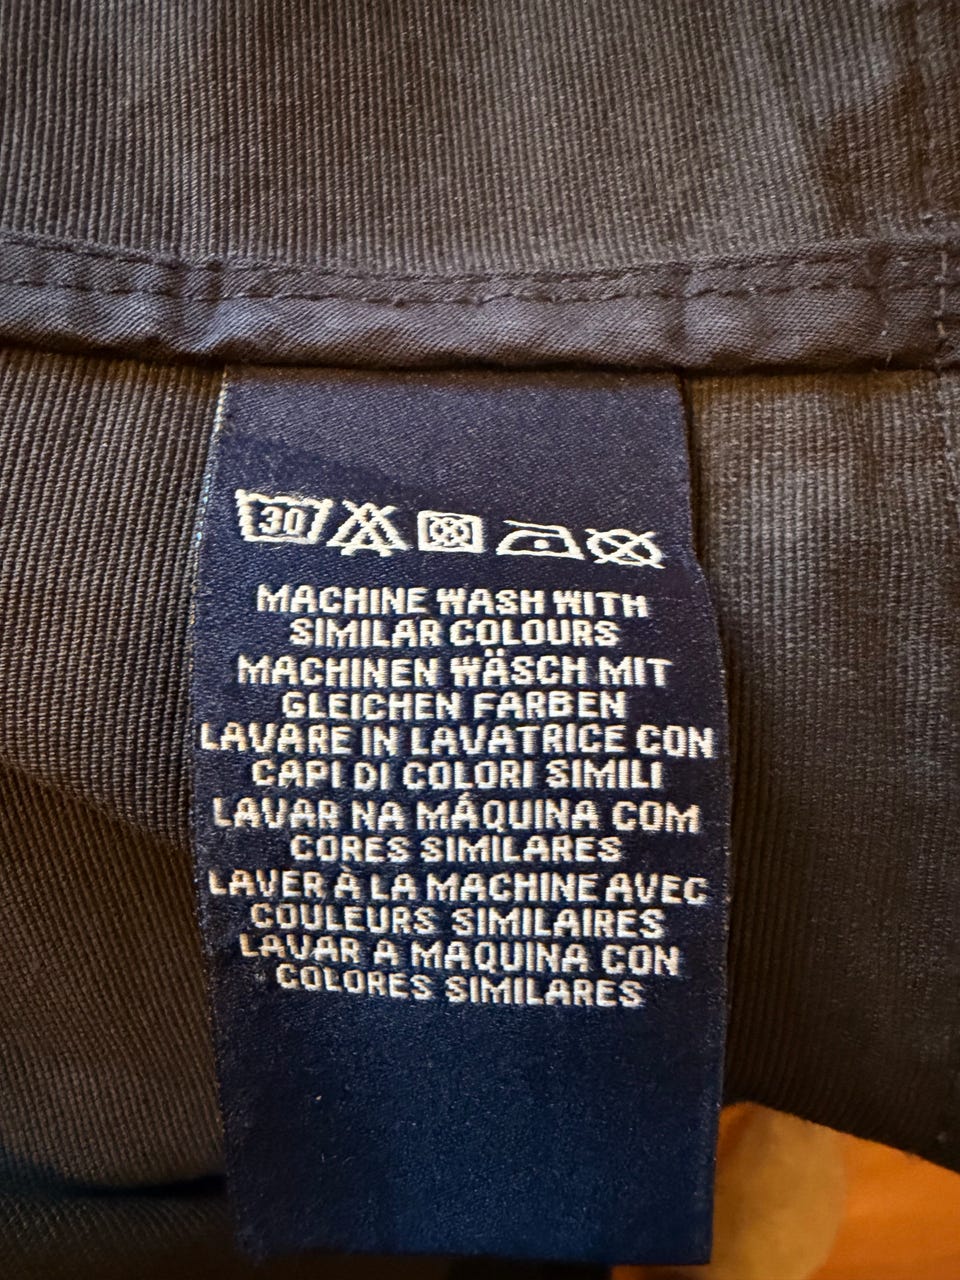 30
MACHINE WASH WITH
SIMILAR COLOURS
MACHINEN WÄSCH MIT
GLEICHEN FARBEN
LAVARE IN LAVATRICE CON
CAPI DI COLORI SIMILI
LAVAR NA MÁQUINA COM
CORES SIMILARES
LAVER À LA MACHINE AVEC
COULEURS SIMILAIRES
LAVAR A MAQUINA CON
COLORES SIMILARES